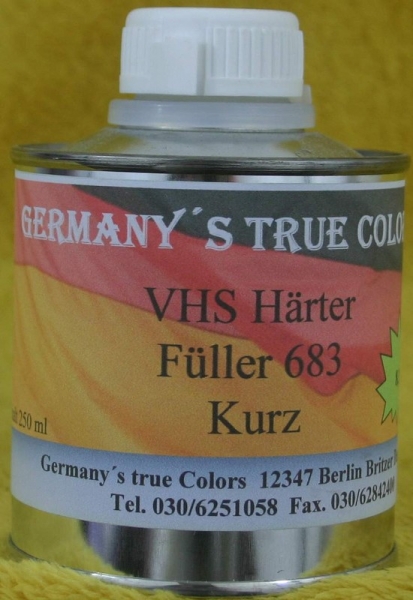 GERMANY´S TRUE COLO
VHS Härter
Füller 683
Kurz
250 ml
Germany´s true Colors 12347 Berlin Britzer
Tel. 030/6251058 Fax. 030/62842400